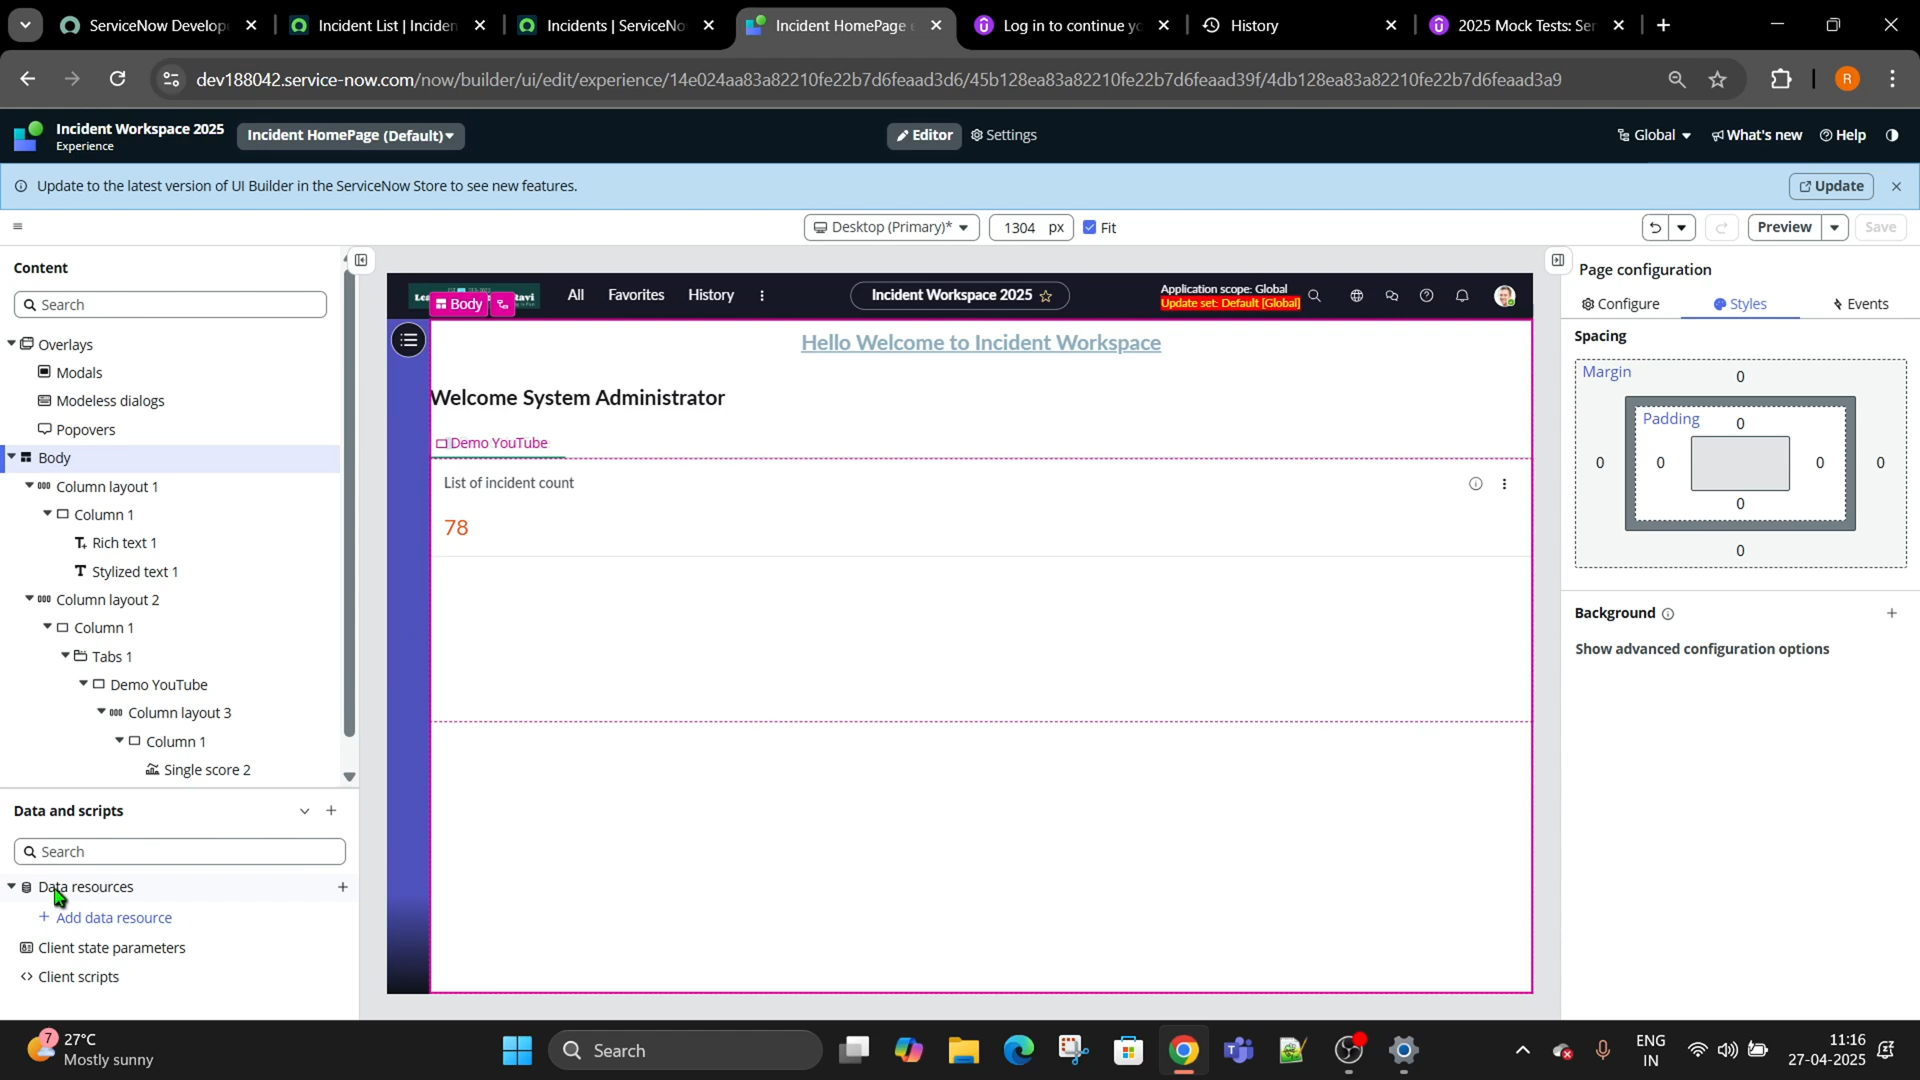 ServiceNow Develop
Incident List | Inciden
Incidents | ServiceNo
Incident HomePage e
Log in to continue yo
History
2025 Mock Tests: Ser
dev188042.service-now.com/now/builder/ui/edit/experience/14e024aa83a82210fe22b7d6feaad3d6/45b128ea83a82210fe22b7d6feaad39f/4db128ea83a82210fe22b7d6feaad3a9
R
Incident Workspace 2025
Experience
Incident HomePage (Default)
Editor
Settings
Global
What's new
Help
Update to the latest version of UI Builder in the ServiceNow Store to see new features.
Update
Desktop (Primary)*
1304 px
Fit
Preview
Save
Content
Search
Overlays
Modals
Modeless dialogs
Popovers
Body
Column layout 1
Column 1
Rich text 1
Stylized text 1
Column layout 2
Column 1
Tabs 1
Demo YouTube
Column layout 3
Column 1
Single score 2
Data and scripts
Search
Data resources
+ Add data resource
Client state parameters
Client scripts
Body
All
Favorites
History
Incident Workspace 2025
Application scope: Global
Update set: Default [Global]
Hello Welcome to Incident Workspace
Welcome System Administrator
Demo YouTube
List of incident count
78
Page configuration
Configure
Styles
Events
Spacing
Margin
0
Padding
0
0
0
0
0
0
0
Background
Show advanced configuration options
7
27°C
Mostly sunny
Search
ENG
IN
11:16
27-04-2025